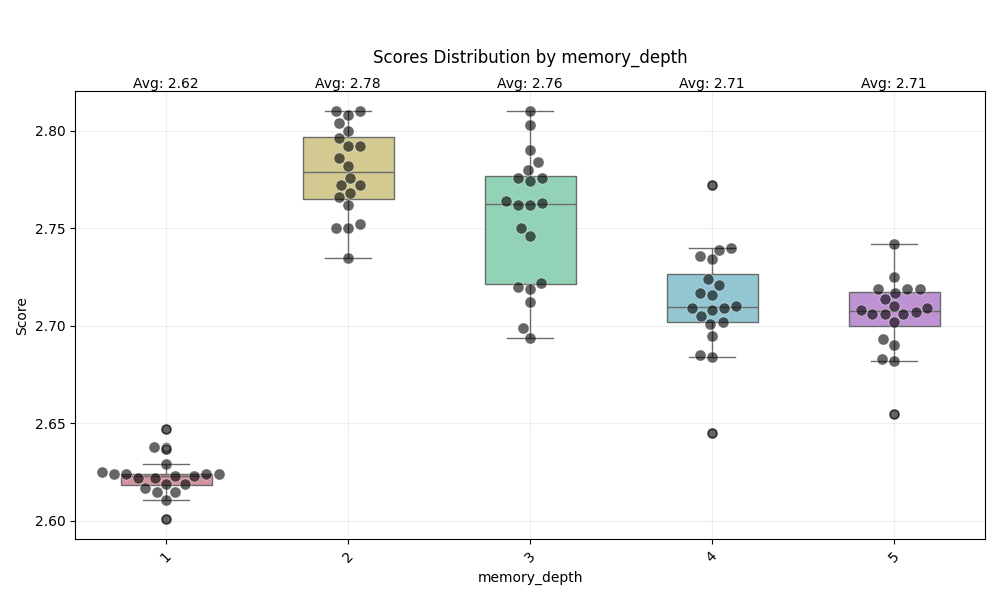 Scores Distribution by memory_depth
Avg: 2.62 Avg: 2.78 Avg: 2.76 Avg: 2.71 Avg: 2.71
2.80
2.75
2.70
2.65
2.60
Score
1 2 3 4 5
memory_depth